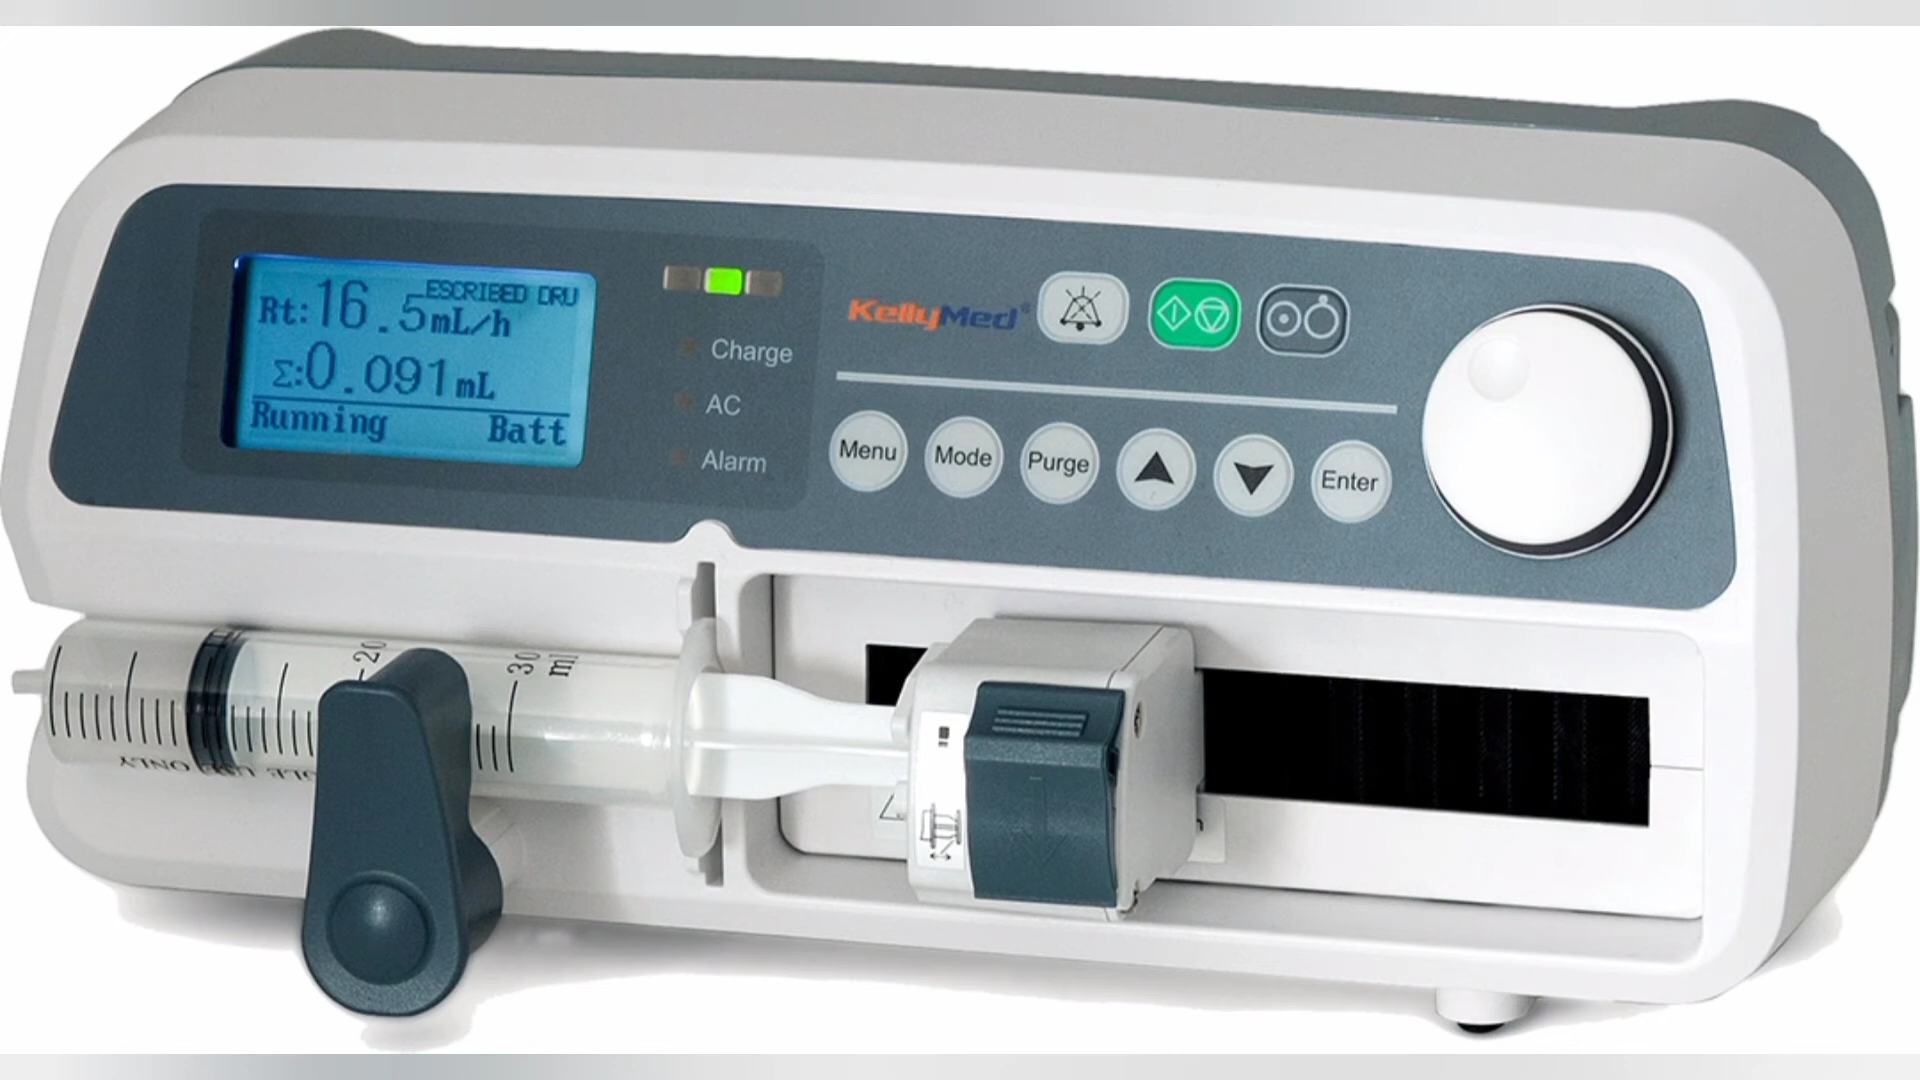 ESCRIBED DRU
Rt:16.5mL/h
Σ:0.091mL
Running Batt
Charge
AC
Alarm
KellyMed®
Menu
Mode
Purge
Enter
20
30
ml
ONLY